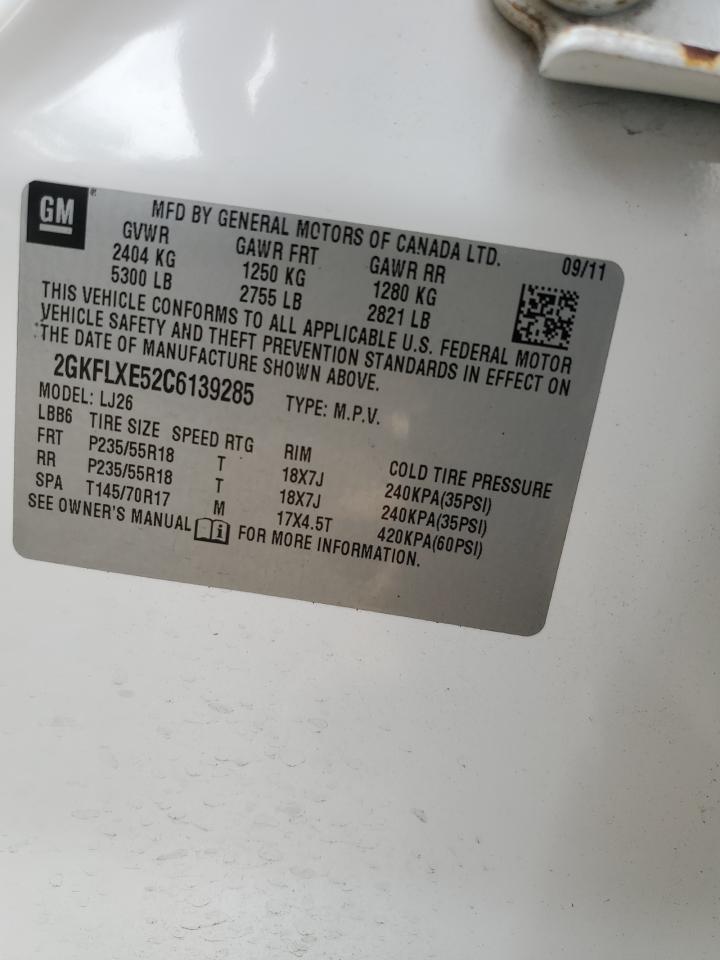 GM ® MFD BY GENERAL MOTORS OF CANADA LTD. 09/11
GVWR GAWR FRT GAWR RR
2404 KG 1250 KG 1280 KG
5300 LB 2755 LB 2821 LB
THIS VEHICLE CONFORMS TO ALL APPLICABLE U.S. FEDERAL MOTOR
VEHICLE SAFETY AND THEFT PREVENTION STANDARDS IN EFFECT ON
THE DATE OF MANUFACTURE SHOWN ABOVE.
2GKFLXE52C6139285 TYPE: M.P.V.
MODEL: LJ26
LBB6 TIRE SIZE SPEED RTG RIM COLD TIRE PRESSURE
FRT P235/55R18 T 18X7J 240KPA(35PSI)
RR P235/55R18 T 18X7J 240KPA(35PSI)
SPA T145/70R17 M 17X4.5T 420KPA(60PSI)
SEE OWNER'S MANUAL FOR MORE INFORMATION.